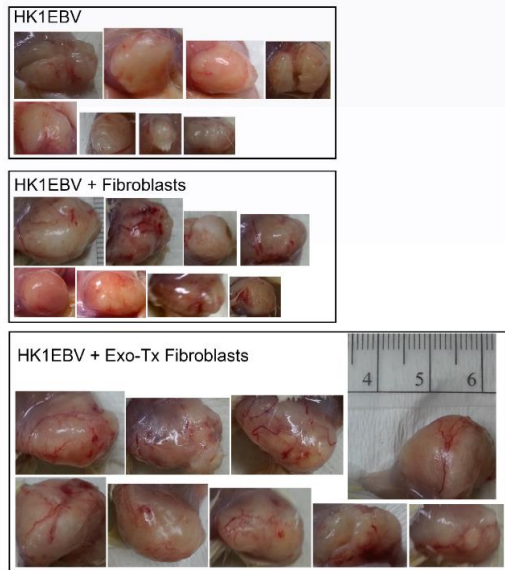 HK1EBV
HK1EBV + Fibroblasts
HK1EBV + Exo-Tx Fibroblasts
4 5 6